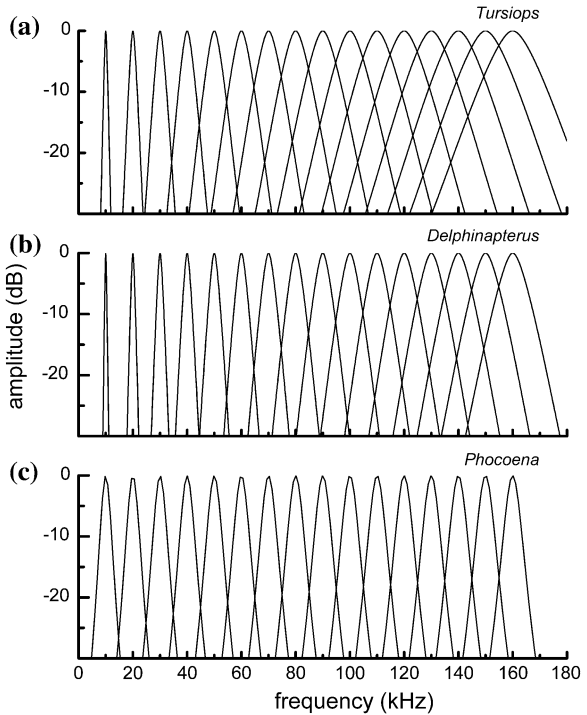 (a)
Tursiops
0
-10
-20
(b)
Delphinapterus
0
-10
-20
amplitude (dB)
(c)
Phocoena
0
-10
-20
0 20 40 60 80 100 120 140 160 180
frequency (kHz)